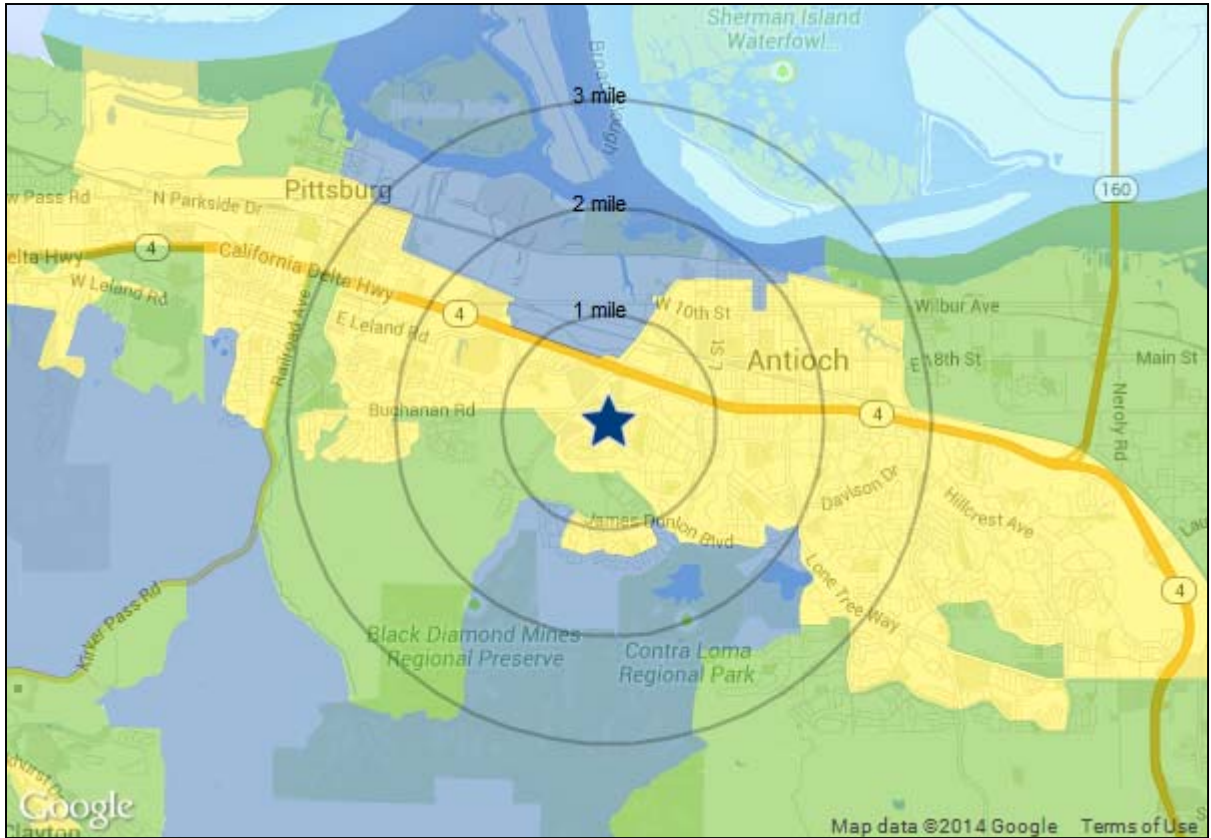 Sherman Island
Waterfowl...
3 mile
160
Pittsburg
2 mile
w Pass Rd
N Parkside Dr
4
elta Hwy
California Delta Hwy
W Leland Rd
1 mile
W 10th St
Wilbur Ave
4
E Leland Rd
Railroad Ave
L St
Antioch
E 18th St
Main St
Neroly Rd
Buchanan Rd
4
Davison Dr
Hillcrest Ave
James Donlon Blvd
Lone Tree Way
4
Kirker Pass Rd
Black Diamond Mines
Regional Preserve
Contra Loma
Regional Park
Clayton
Google
Map data ©2014 Google
Terms of Use